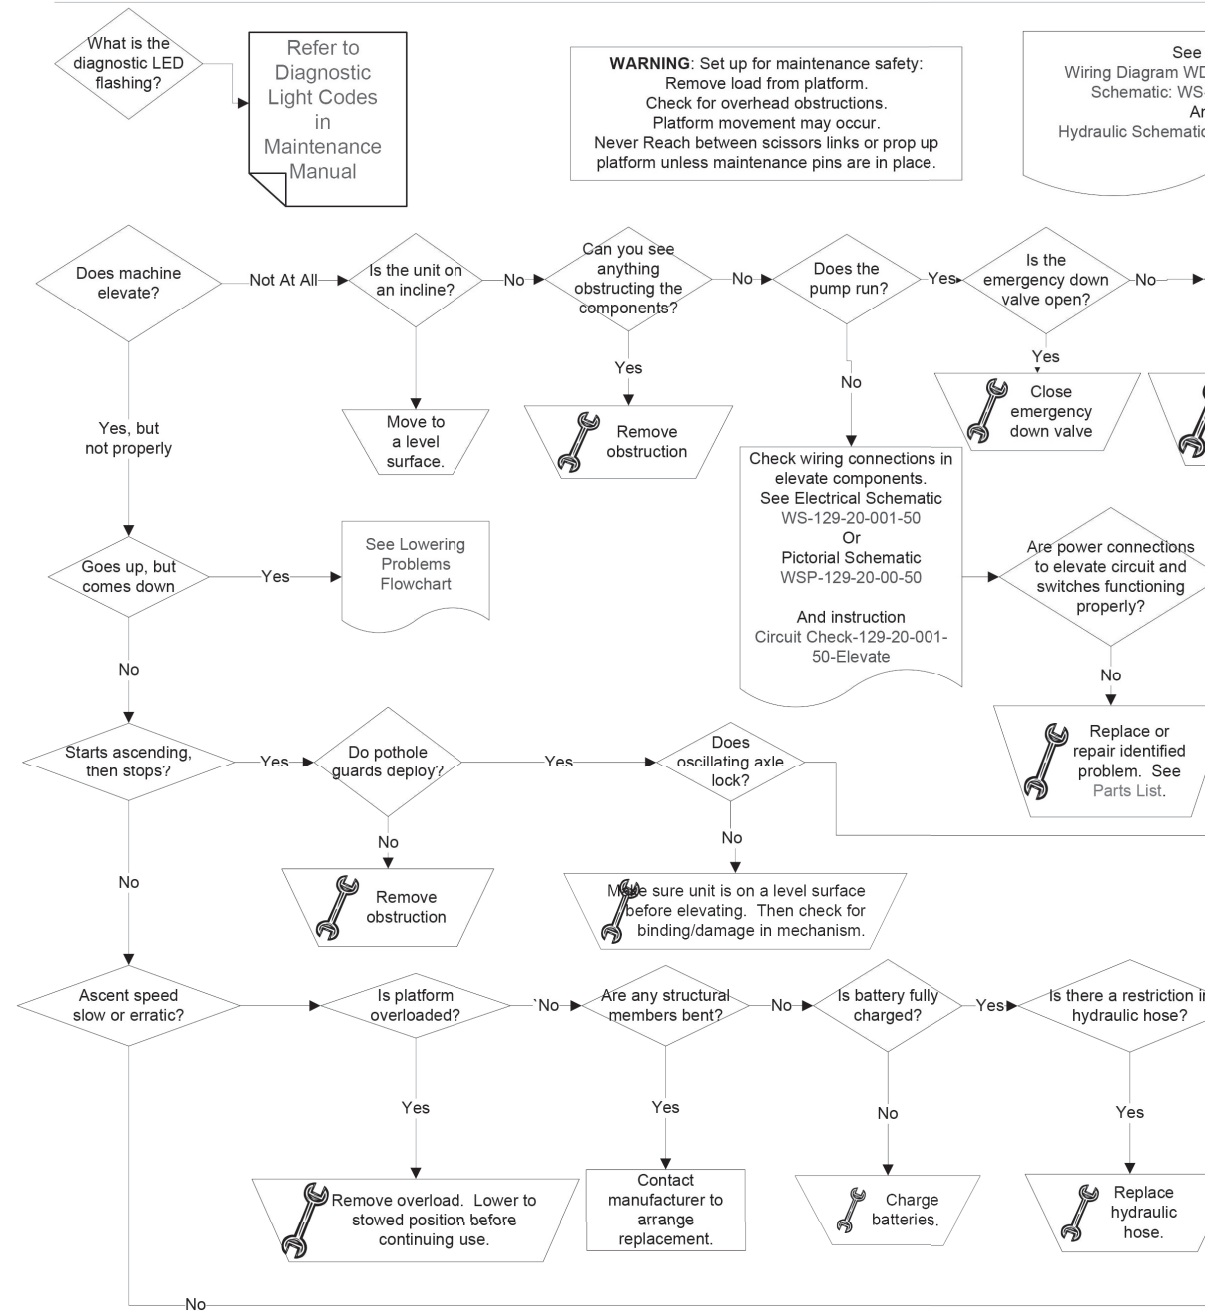 What is the
diagnostic LED
flashing?
Refer to
Diagnostic
Light Codes
in
Maintenance
Manual
WARNING: Set up for maintenance safety:
Remove load from platform.
Check for overhead obstructions.
Platform movement may occur.
Never Reach between scissors links or prop up
platform unless maintenance pins are in place.
See
Wiring Diagram
Schematic:
Hydraulic
Does machine
elevate?
Not At All
Is the unit on
an incline?
No
Can you see
anything
obstructing the
components?
No
Does the
pump run?
Yes
Is the
emergency down
valve open?
No
Yes, but
not properly
Move to
a level
surface.
Yes
Remove
obstruction
No
Yes
Close
emergency
down valve
Check wiring connections in
elevate components.
See Electrical Schematic
WS-129-20-001-50
Or
Pictorial Schematic
WSP-129-20-00-50
And instruction
Circuit Check-129-20-001-
50-Elevate
Are power connections
to elevate circuit and
switches functioning
properly?
No
Replace or
repair identified
problem. See
Parts List.
Goes up, but
comes down
Yes
See Lowering
Problems
Flowchart
No
Starts ascending,
then stops?
Yes
Do pothole
guards deploy?
Yes
Does
oscillating axle
lock?
No
No
Remove
obstruction
No
Make sure unit is on a level surface
before elevating. Then check for
binding/damage in mechanism.
Ascent speed
slow or erratic?
Is platform
overloaded?
`No
Are any structural
members bent?
No
Is battery fully
charged?
Yes
Is there a restriction in
hydraulic hose?
Yes
Remove overload. Lower to
stowed position before
continuing use.
Yes
Contact
manufacturer to
arrange
replacement.
No
Charge
batteries.
Yes
Replace
hydraulic
hose.
No